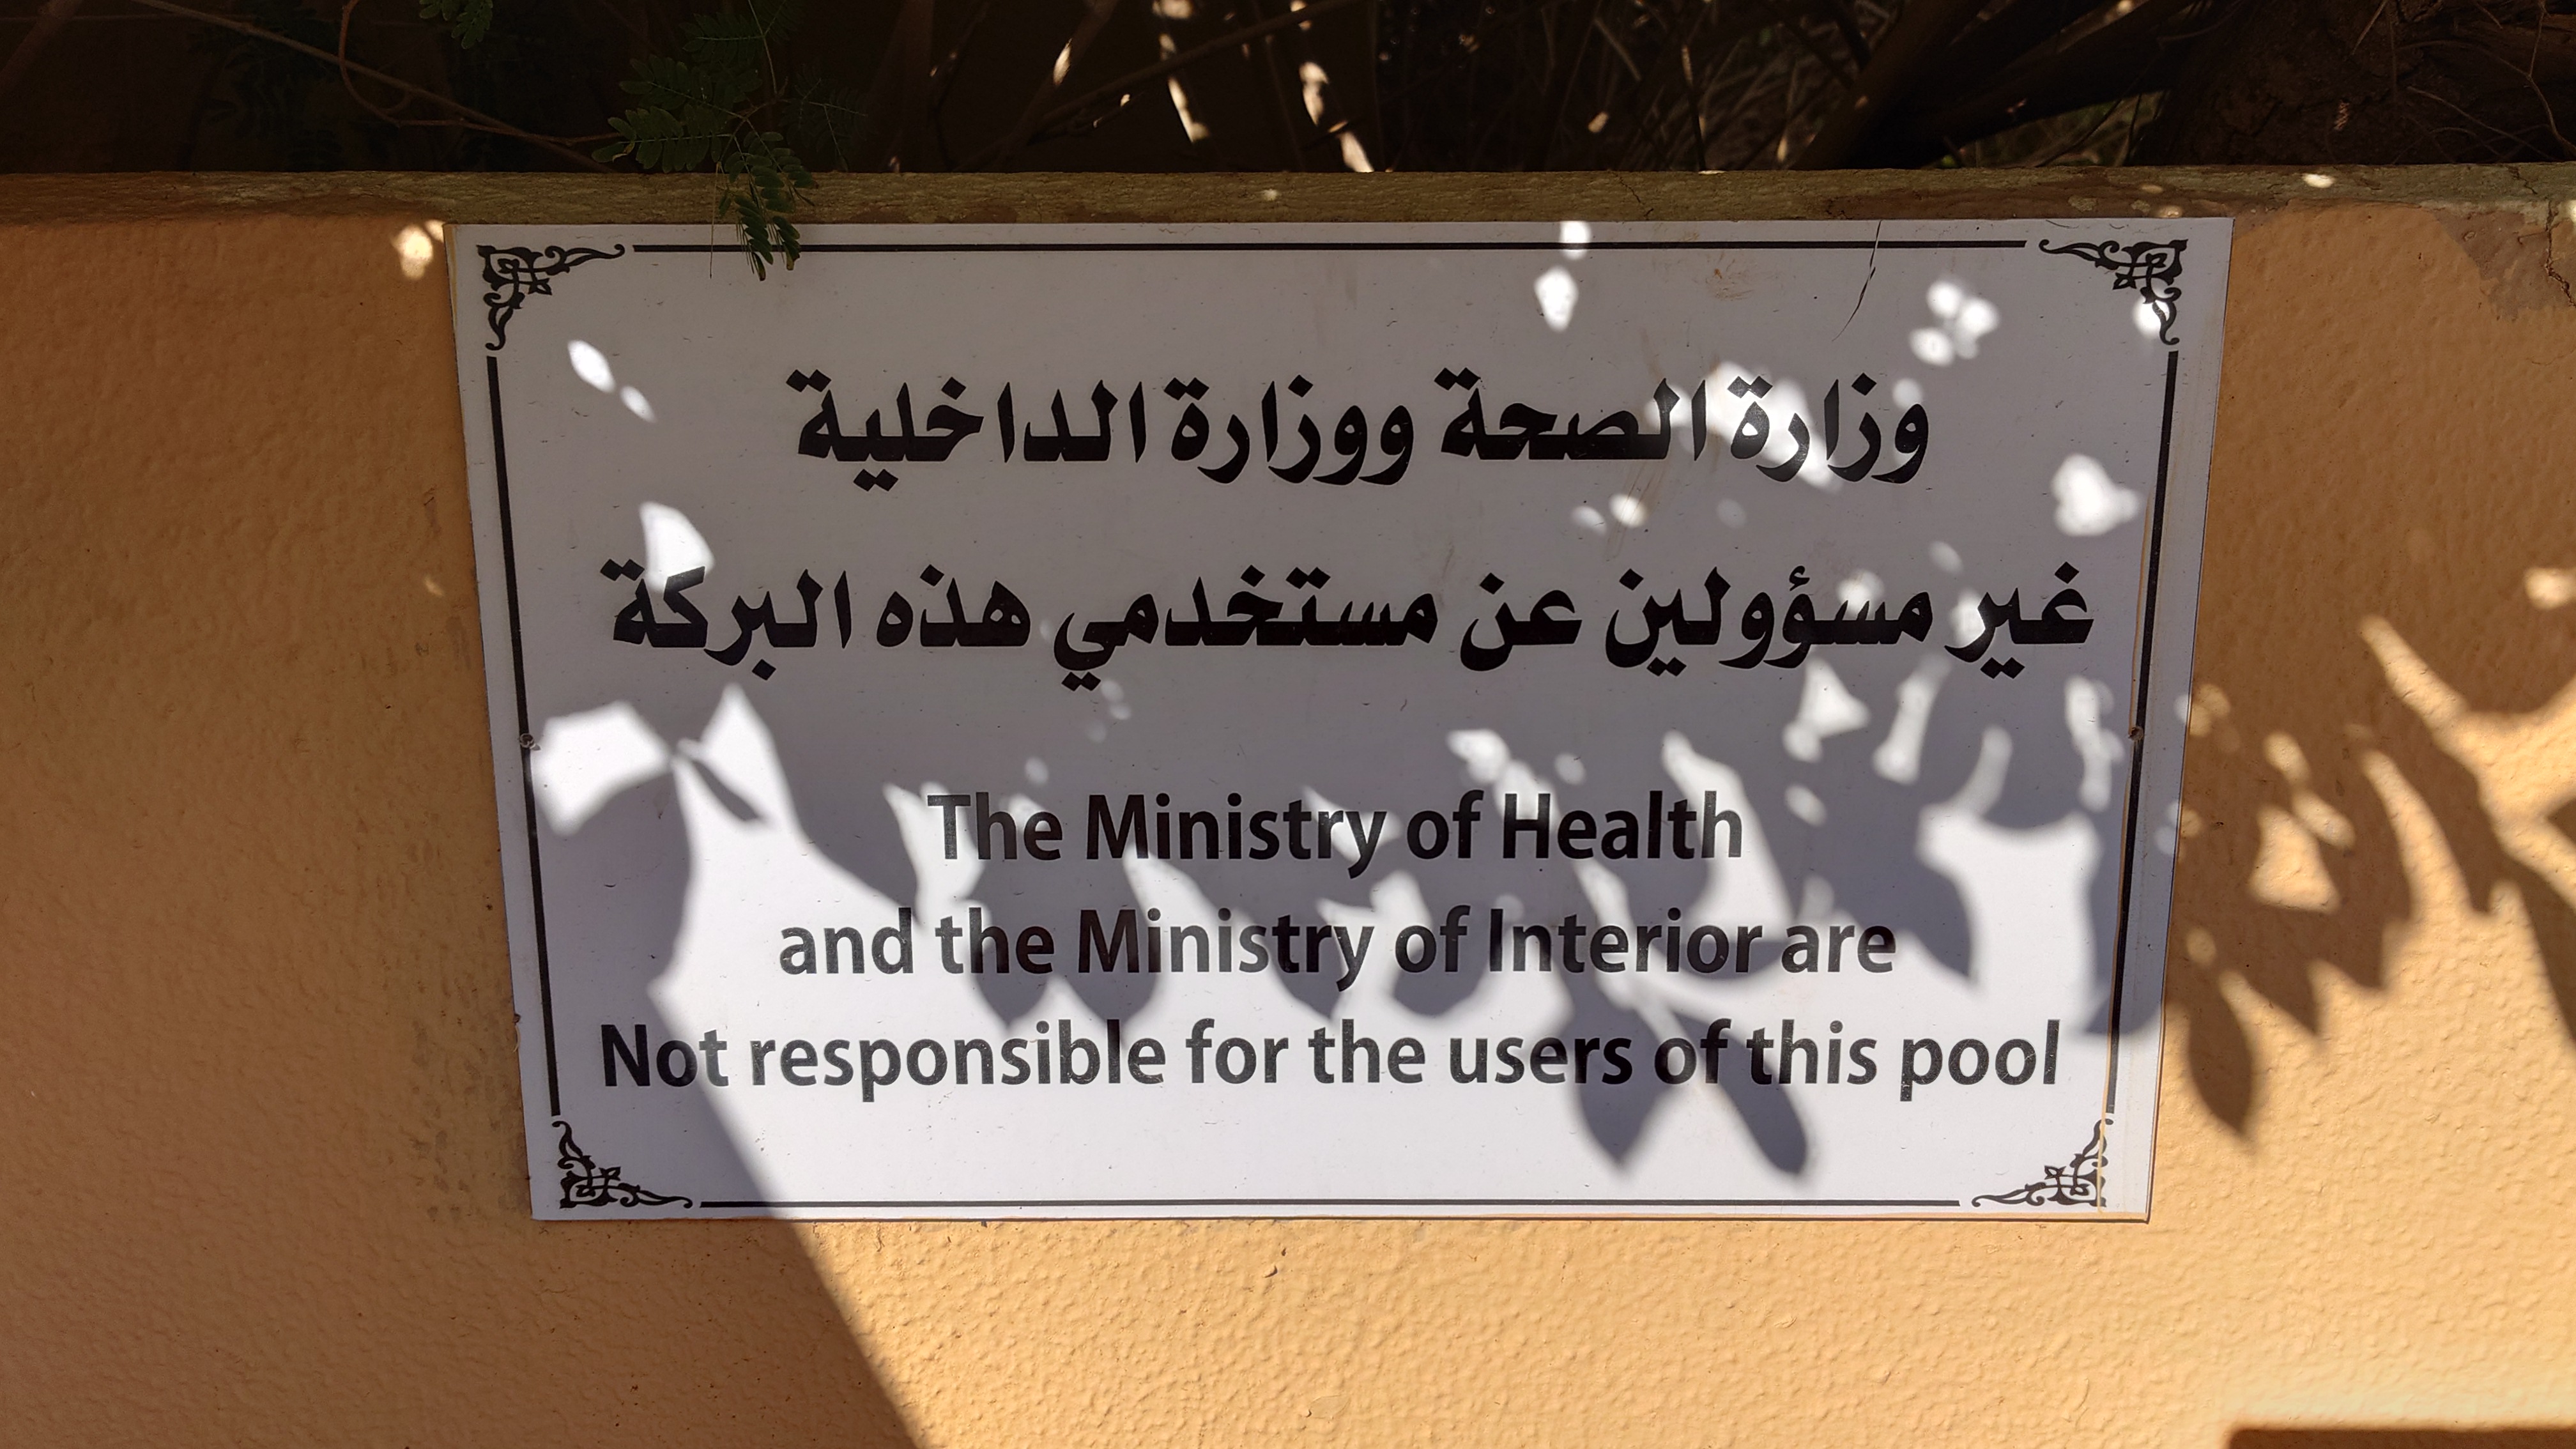 وزارة الصحة ووزارة الداخلية
غير مسؤولين عن مستخدمي هذه البركة
The Ministry of Health
and the Ministry of Interior are
Not responsible for the users of this pool